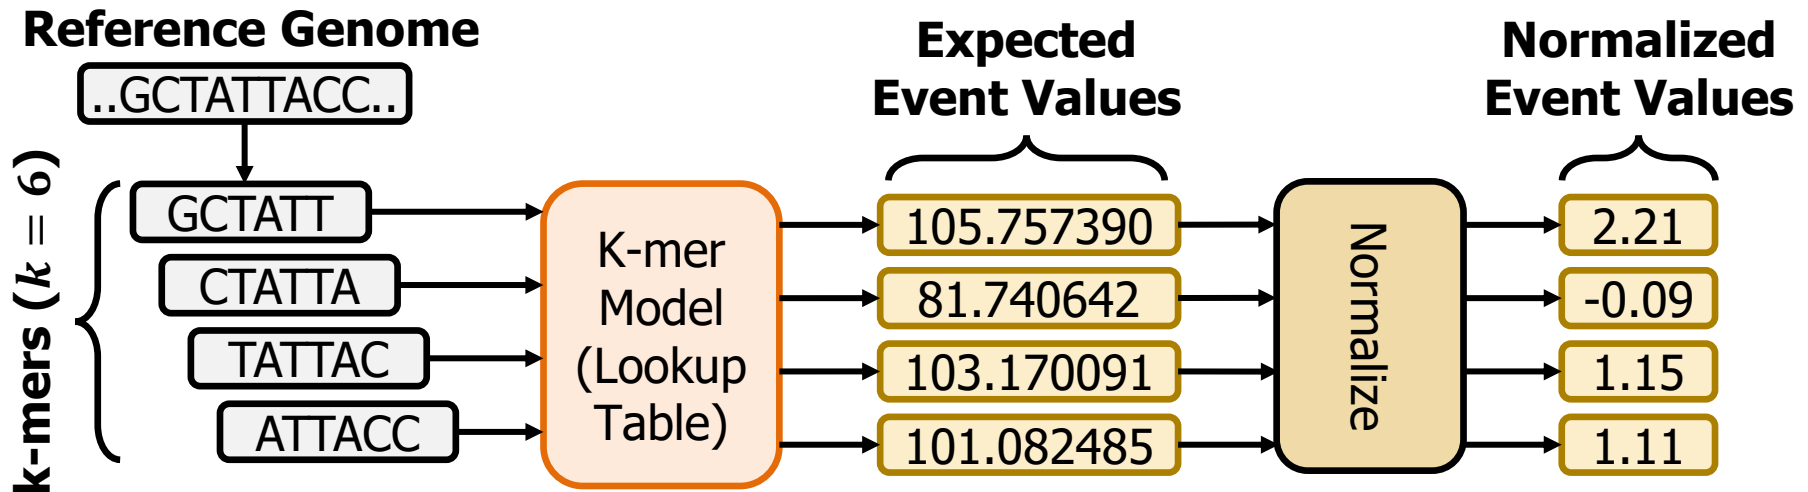 Reference Genome
..GCTATTACC..
k-mers (k = 6)
GCTATT
CTATTA
TATTAC
ATTACC
K-mer
Model
(Lookup
Table)
Expected
Event Values
105.757390
81.740642
103.170091
101.082485
Normalize
Normalized
Event Values
2.21
-0.09
1.15
1.11